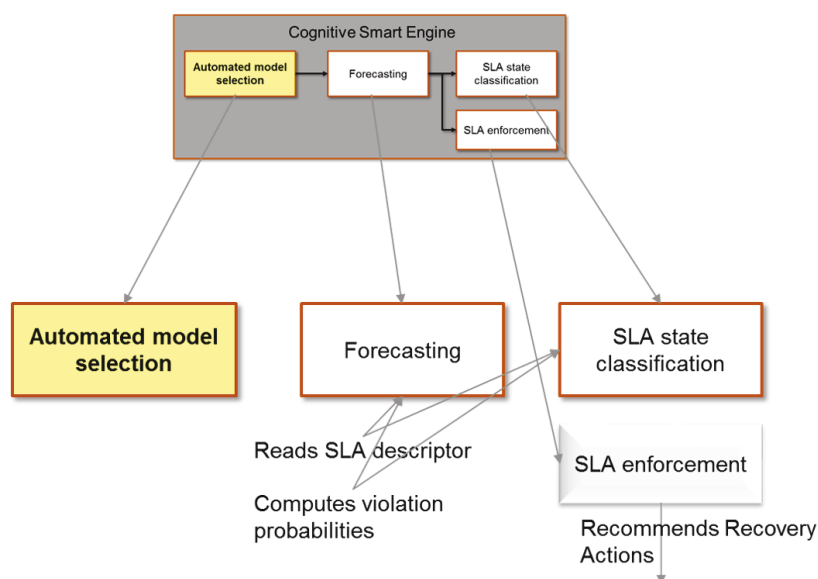 Cognitive Smart Engine
Automated model
selection
Forecasting
SLA state
classification
SLA enforcement
Automated model
selection
Forecasting
SLA state
classification
Reads SLA descriptor
SLA enforcement
Computes violation
probabilities
Recommends Recovery
Actions